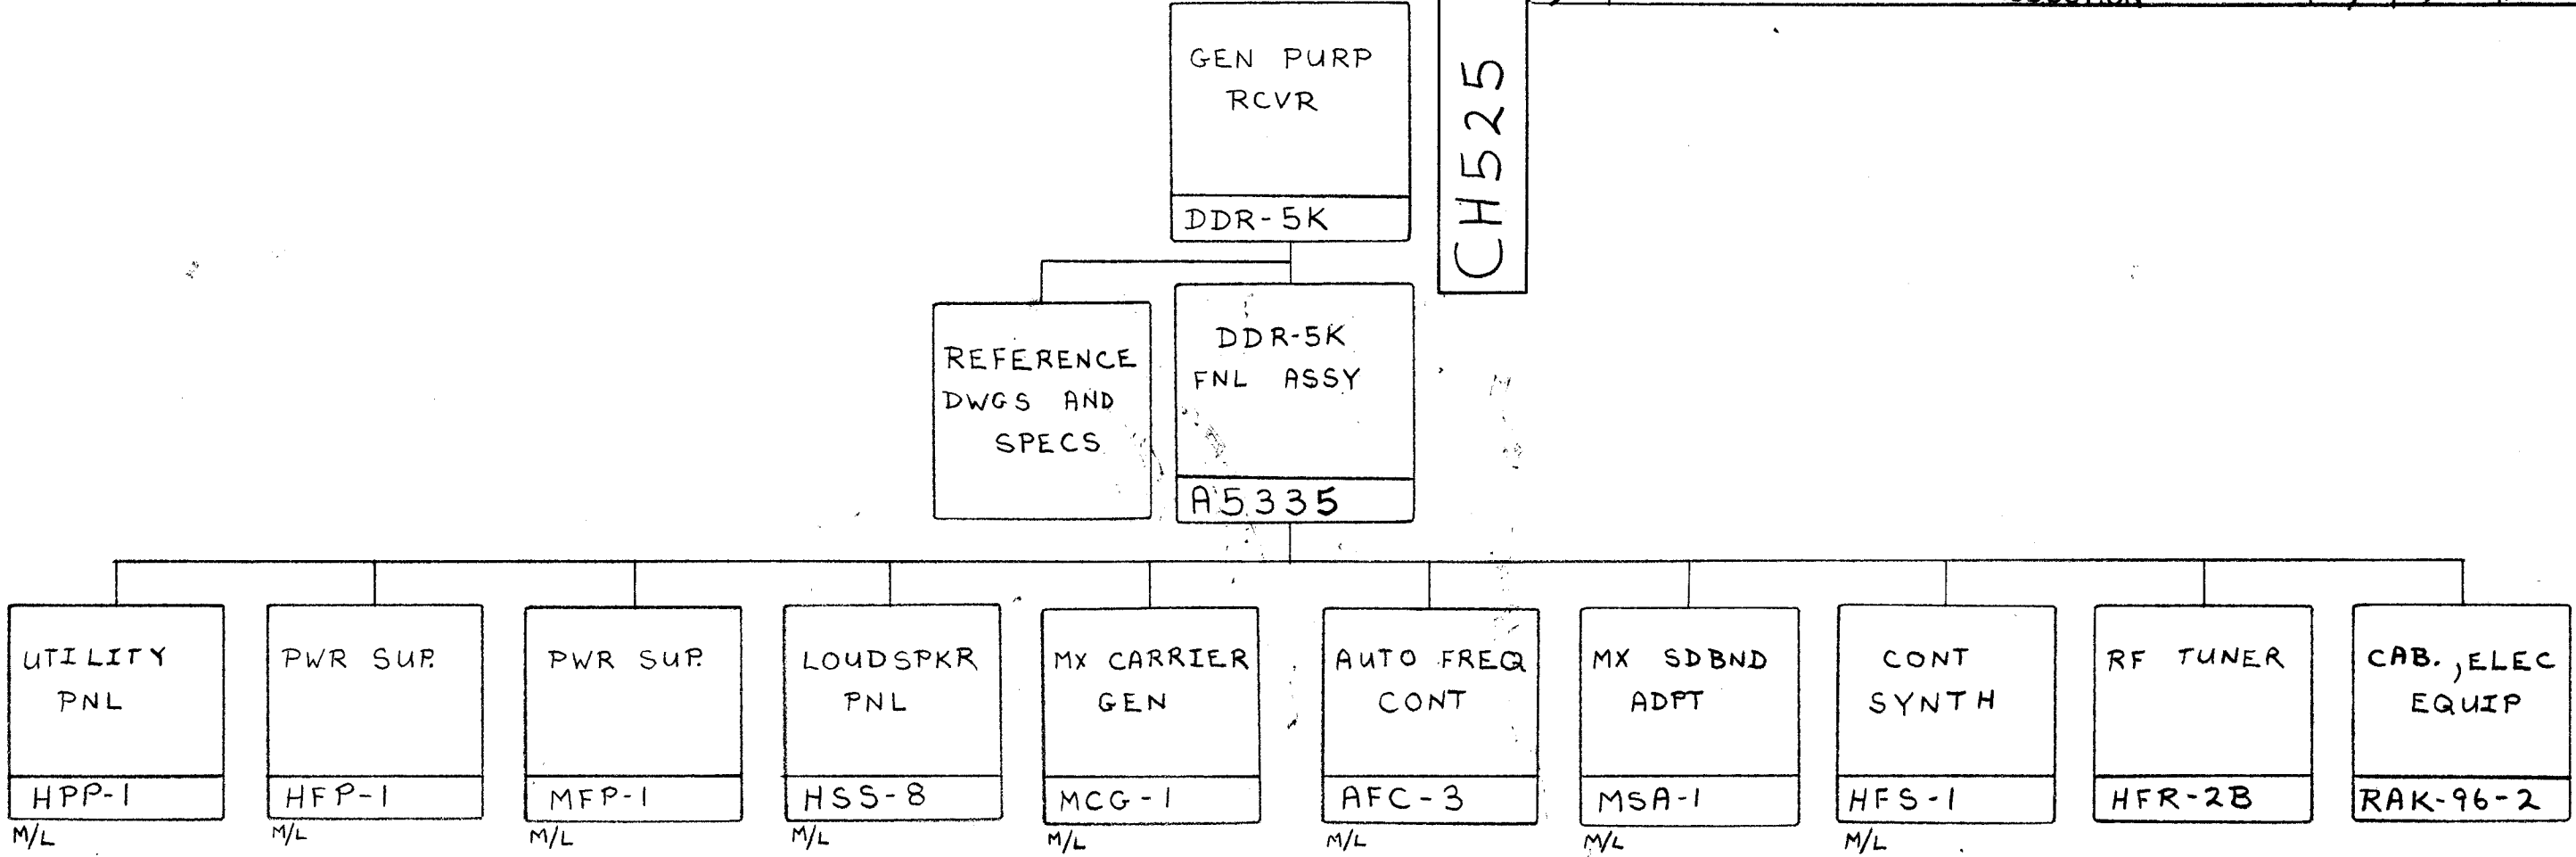 GEN PURP
RCVR
DDR-5K
CH525
REFERENCE
DWGS AND
SPECS
DDR-5K
FNL ASSY
A5335
UTILITY
PNL
HPP-1
M/L
PWR SUP.
HFP-1
M/L
PWR SUP.
MFP-1
M/L
LOUDSPKR
PNL
HSS-8
M/L
MX CARRIER
GEN
MCG-1
M/L
AUTO FREQ
CONT
AFC-3
M/L
MX SDBND
ADPT
MSA-1
M/L
CONT
SYNTH
HFS-1
M/L
RF TUNER
HFR-2B
CAB., ELEC
EQUIP
RAK-96-2